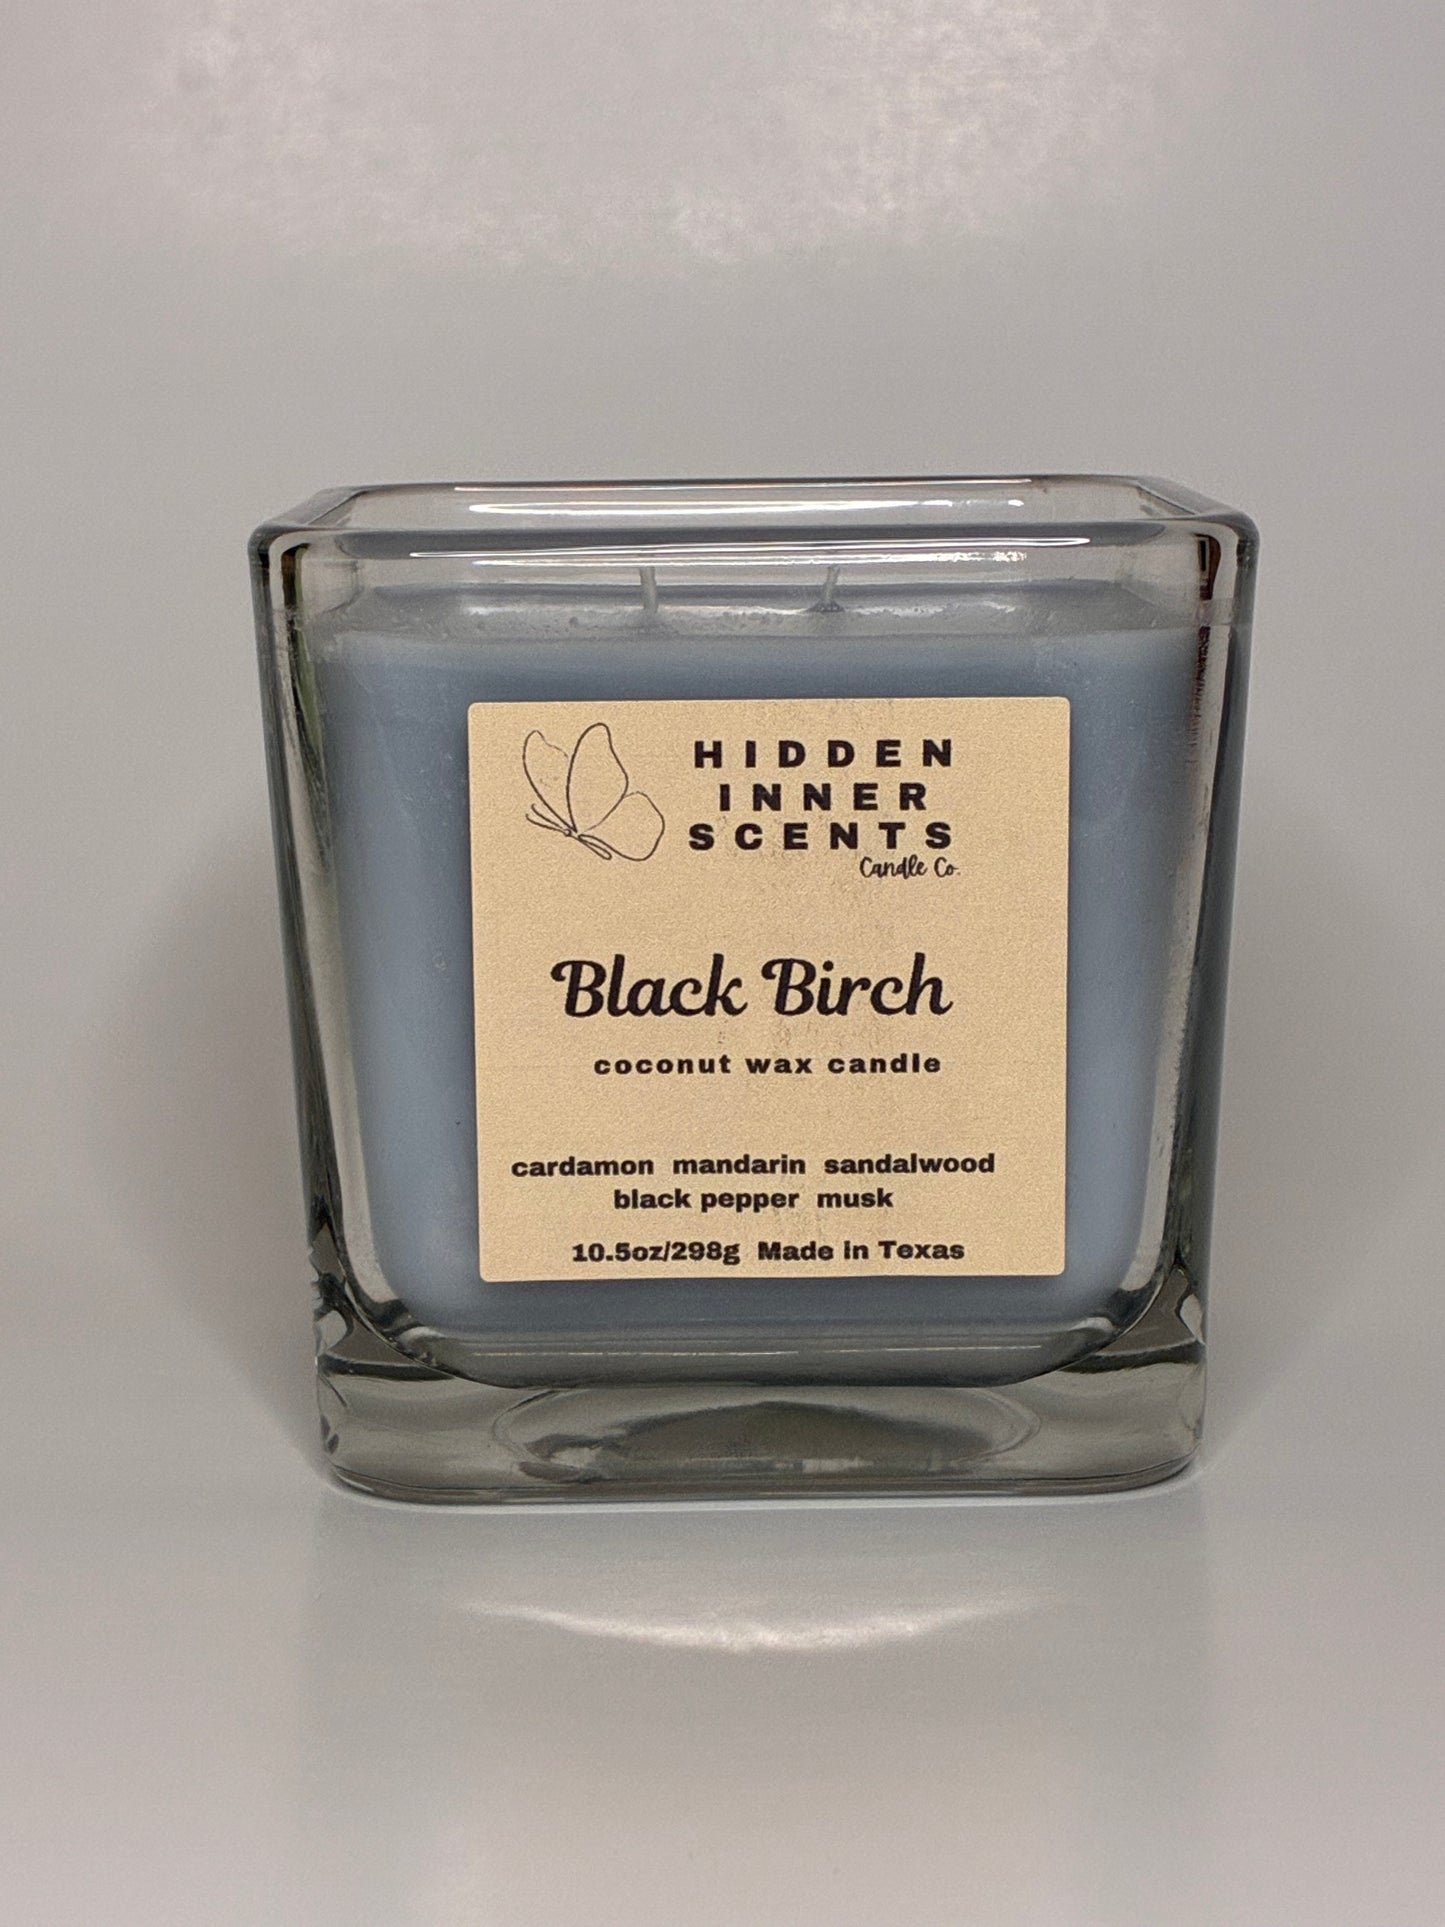 HIDDEN
INNER
SCENTS
Candle Co.
Black Birch
coconut wax candle
cardamon mandarin sandalwood
black pepper musk
10.5oz/298g Made in Texas